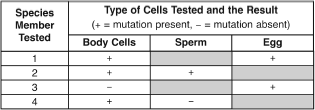 Species Member Tested
Type of Cells Tested and the Result
(+ = mutation present, − = mutation absent)
Body Cells Sperm Egg
1 + +
2 + +
3 − +
4 + −